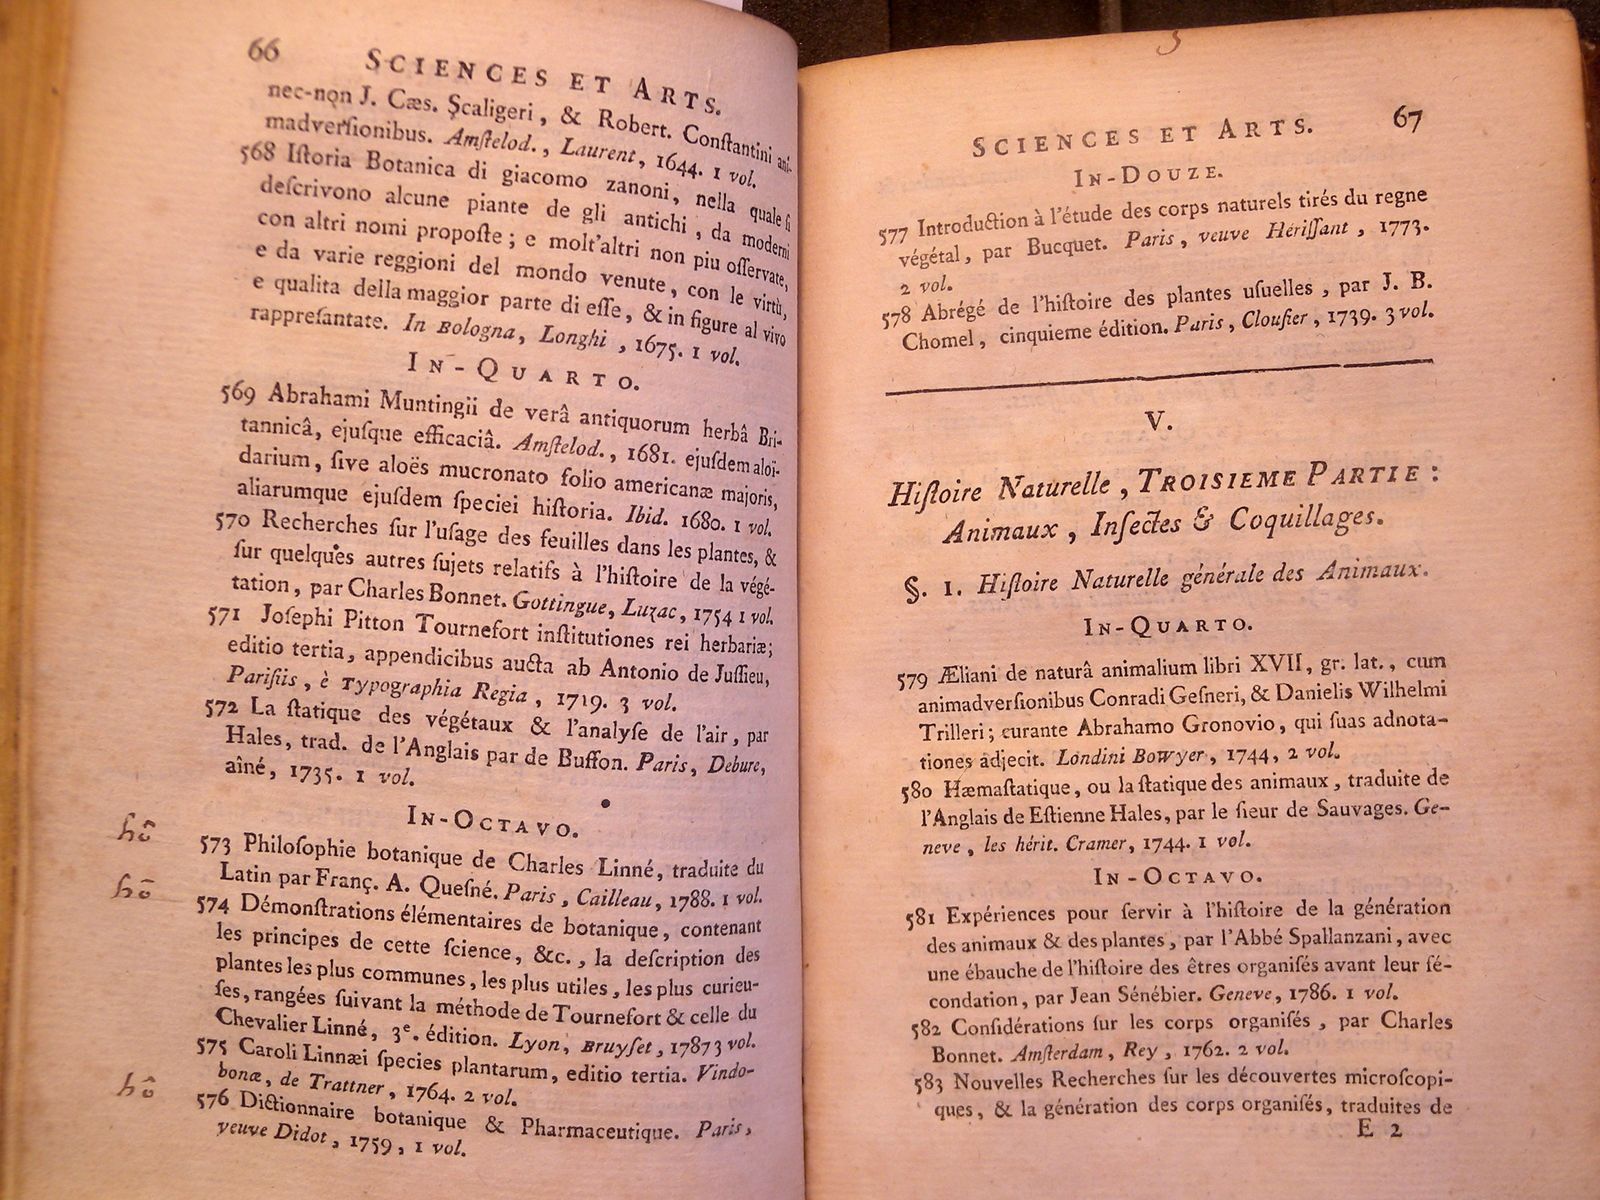 66
SCIENCES ET ARTS.
nec-non J. Cæs. Scaligeri, & Robert. Conſtantini ani-
madverſionibus. Amſtelod., Laurent, 1644. 1 vol.
568 Iſtoria Botanica di giacomo zanoni, nella quale ſi
deſcrivono alcune piante de gli antichi, da moderni
con altri nomi propoſte; e molt'altri non piu oſſervate,
e da varie reggioni del mondo venute, con le virtù,
e qualita della maggior parte di eſſe, & in figure al vivo
rappreſantate. In Bologna, Longhi, 1675. 1 vol.
IN-QUARTO.
569 Abrahami Muntingii de verâ antiquorum herbâ Bri-
tannicâ, ejuſque efficaciâ. Amſtelod., 1681. ejuſdem aloï-
darium, ſive aloës mucronato folio americanæ majoris,
aliarumque ejuſdem ſpeciei hiſtoria. Ibid. 1680. 1 vol.
570 Recherches ſur l'uſage des feuilles dans les plantes, &
ſur quelques autres ſujets relatifs à l'hiſtoire de la végé-
tation, par Charles Bonnet. Gottingue, Luzac, 1754 1 vol.
571 Joſephi Pitton Tournefort inſtitutiones rei herbariæ;
editio tertia, appendicibus aucta ab Antonio de Juſſieu,
Pariſiis, è Typographia Regia, 1719. 3 vol.
572 La ſtatique des végétaux & l'analyſe de l'air, par
Hales, trad. de l'Anglais par de Buffon. Paris, Debure,
aîné, 1735. 1 vol.
IN-OCTAVO.
hô 573 Philoſophie botanique de Charles Linné, traduite du
Latin par Franç. A. Queſné. Paris, Cailleau, 1788. 1 vol.
hô 574 Démonſtrations élémentaires de botanique, contenant
les principes de cette ſcience, &c., la deſcription des
plantes les plus communes, les plus utiles, les plus curieu-
ſes, rangées ſuivant la méthode de Tournefort & celle du
Chevalier Linné, 3e. édition. Lyon, Bruyſet, 1787 3 vol.
575 Caroli Linnæi ſpecies plantarum, editio tertia. Vindo-
bonæ, de Trattner, 1764. 2 vol.
hô 576 Dictionnaire botanique & Pharmaceutique. Paris,
veuve Didot, 1759, 1 vol.
SCIENCES ET ARTS. 67
IN-DOUZE.
577 Introduction à l'étude des corps naturels tirés du regne
végétal, par Bucquet. Paris, veuve Hériſſant, 1773.
2 vol.
578 Abrégé de l'hiſtoire des plantes uſuelles, par J. B.
Chomel, cinquieme édition. Paris, Clouſier, 1739. 3 vol.
V.
Hiſtoire Naturelle, TROISIEME PARTIE:
Animaux, Inſectes & Coquillages.
§. 1. Hiſtoire Naturelle générale des Animaux.
IN-QUARTO.
579 Æliani de naturâ animalium libri XVII, gr. lat., cum
animadverſionibus Conradi Geſneri, & Danielis Wilhelmi
Trilleri; curante Abrahamo Gronovio, qui ſuas adnota-
tiones adjecit. Londini Bowyer, 1744, 2 vol.
580 Hæmaſtatique, ou la ſtatique des animaux, traduite de
l'Anglais de Eſtienne Hales, par le ſieur de Sauvages. Ge-
neve, les hérit. Cramer, 1744. 1 vol.
IN-OCTAVO.
581 Expériences pour ſervir à l'hiſtoire de la génération
des animaux & des plantes, par l'Abbé Spallanzani, avec
une ébauche de l'hiſtoire des êtres organiſés avant leur fé-
condation, par Jean Sénébier. Geneve, 1786. 1 vol.
582 Conſidérations ſur les corps organiſés, par Charles
Bonnet. Amſterdam, Rey, 1762. 2 vol.
583 Nouvelles Recherches ſur les découvertes microſcopi-
ques, & la génération des corps organiſés, traduites de
E 2